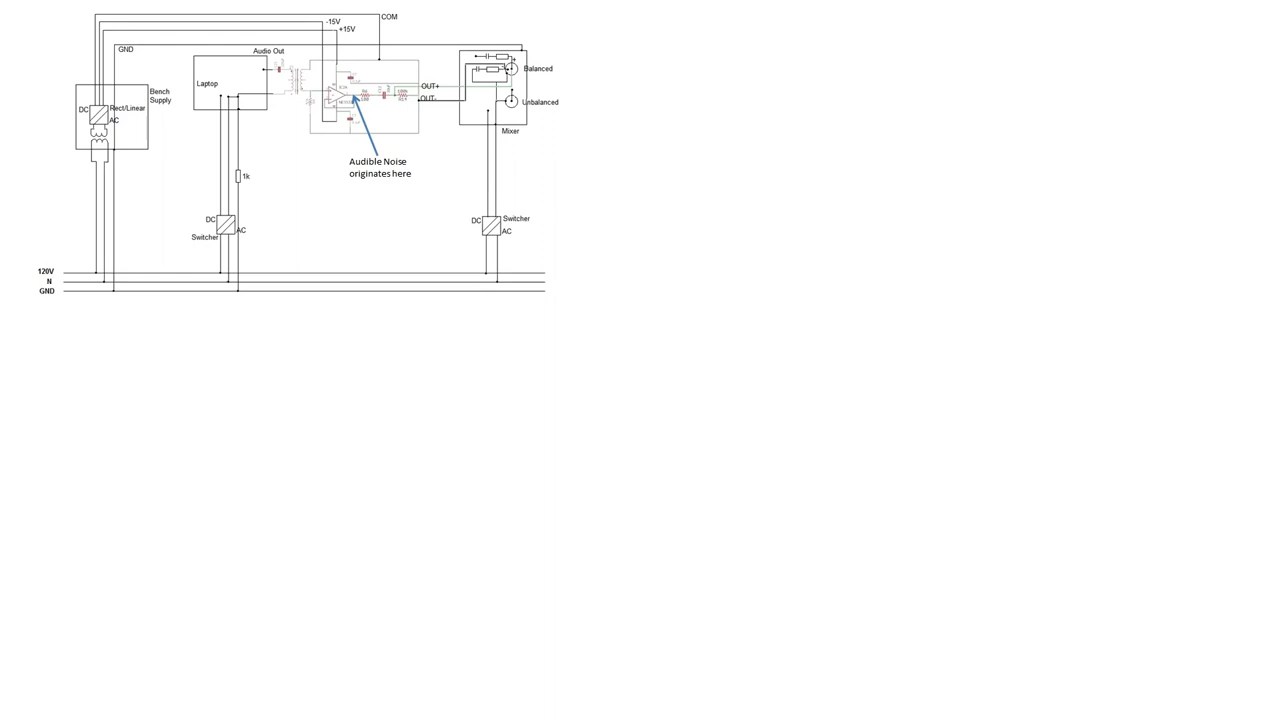 COM
-15V
+15V
GND
Audio Out
Laptop
Bench
Supply
Rect/Linear
DC
AC
OUT+
OUT-
Balanced
Unbalanced
Mixer
Audible Noise
originates here
1k
DC
AC
Switcher
DC
Switcher
AC
120V
N
GND